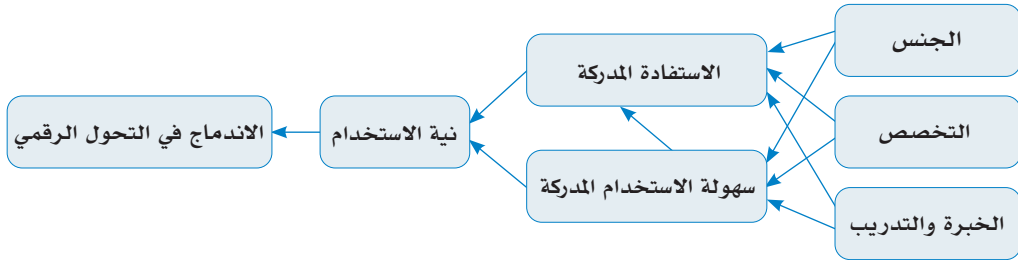 الجنس
الاستفادة المدركة
التخصص
نية الاستخدام
الاندماج في التحول الرقمي
سهولة الاستخدام المدركة
الخبرة والتدريب